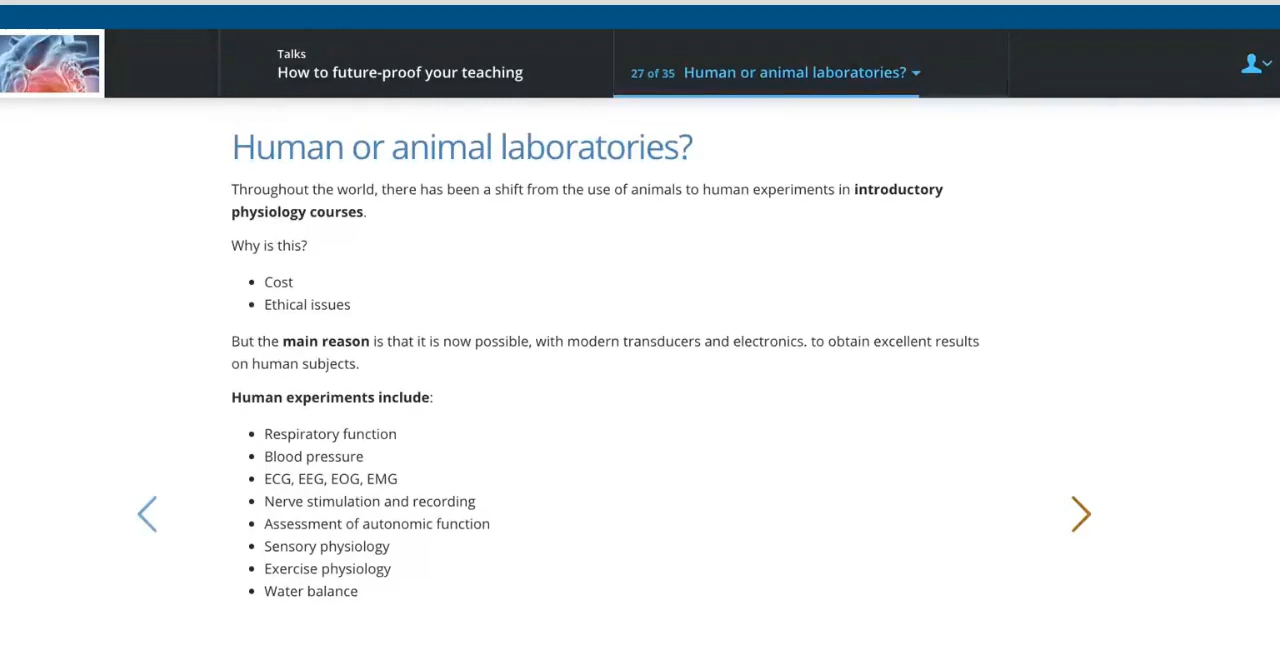 Talks
How to future-proof your teaching
27 of 35 Human or animal laboratories?
Human or animal laboratories?
Throughout the world, there has been a shift from the use of animals to human experiments in introductory
physiology courses.
Why is this?
• Cost
• Ethical issues
But the main reason is that it is now possible, with modern transducers and electronics. to obtain excellent results
on human subjects.
Human experiments include:
• Respiratory function
• Blood pressure
• ECG, EEG, EOG, EMG
• Nerve stimulation and recording
• Assessment of autonomic function
• Sensory physiology
• Exercise physiology
• Water balance